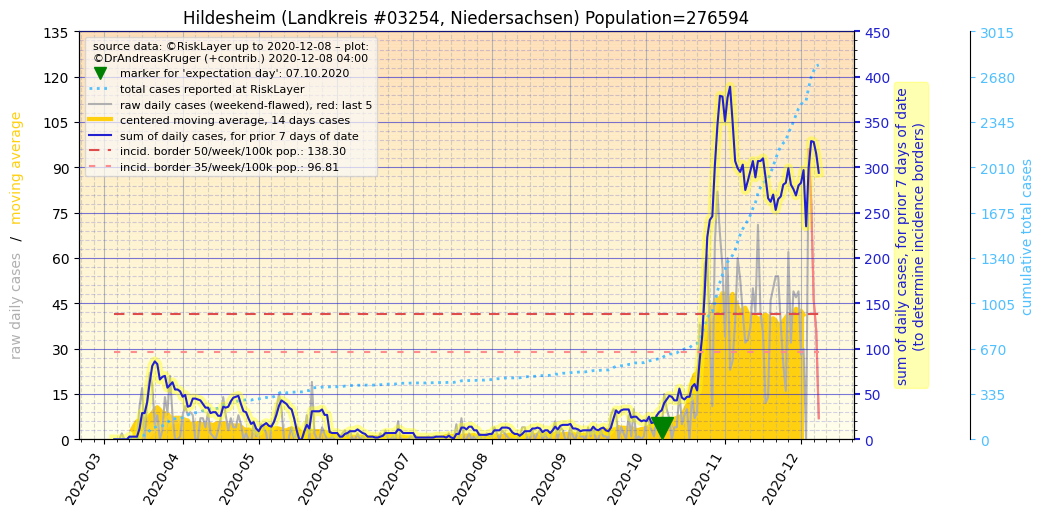 Hildesheim (Landkreis #03254, Niedersachsen) Population=276594
source data: ©RiskLayer up to 2020-12-08 – plot:
©DrAndreasKruger (+contrib.) 2020-12-08 04:00
marker for 'expectation day': 07.10.2020
total cases reported at RiskLayer
raw daily cases (weekend-flawed), red: last 5
centered moving average, 14 days cases
sum of daily cases, for prior 7 days of date
incid. border 50/week/100k pop.: 138.30
incid. border 35/week/100k pop.: 96.81
raw daily cases / moving average
135
120
105
90
75
60
45
30
15
0
2020-03
2020-04
2020-05
2020-06
2020-07
2020-08
2020-09
2020-10
2020-11
2020-12
450
400
350
300
250
200
150
100
50
0
sum of daily cases, for prior 7 days of date
(to determine incidence borders)
3015
2680
2345
2010
1675
1340
1005
670
335
0
cumulative total cases